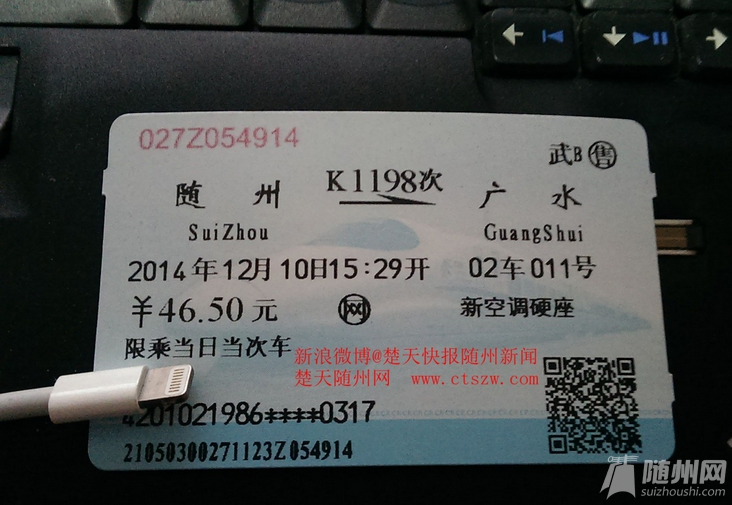 027Z054914
武B 售
随州 K1198次 广水
SuiZhou GuangShui
2014年12月10日15:29开 02车011号
￥46.50元 网 新空调硬座
限乘当日当次车
新浪微博@楚天快报随州新闻
楚天随州网 www.ctszw.com
4201021986****0317
21050300271123Z054914
随州网
suizhoushi.com